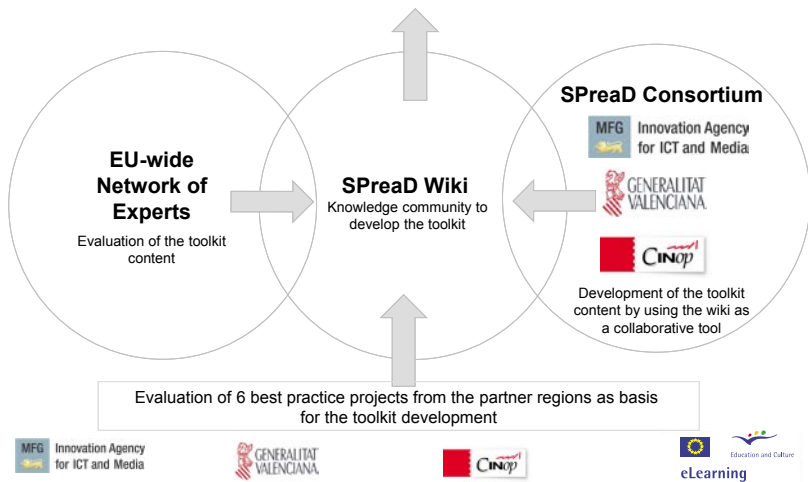 EU-wide
Network of
Experts
Evaluation of the toolkit
content
SPreaD Wiki
Knowledge community to
develop the toolkit
SPreaD Consortium
MFG
Innovation Agency
for ICT and Media
GENERALITAT
VALENCIANA
CINOP
Development of the toolkit
content by using the wiki as
a collaborative tool
Evaluation of 6 best practice projects from the partner regions as basis
for the toolkit development
MFG
Innovation Agency
for ICT and Media
GENERALITAT
VALENCIANA
CINOP
Education and Culture
eLearning